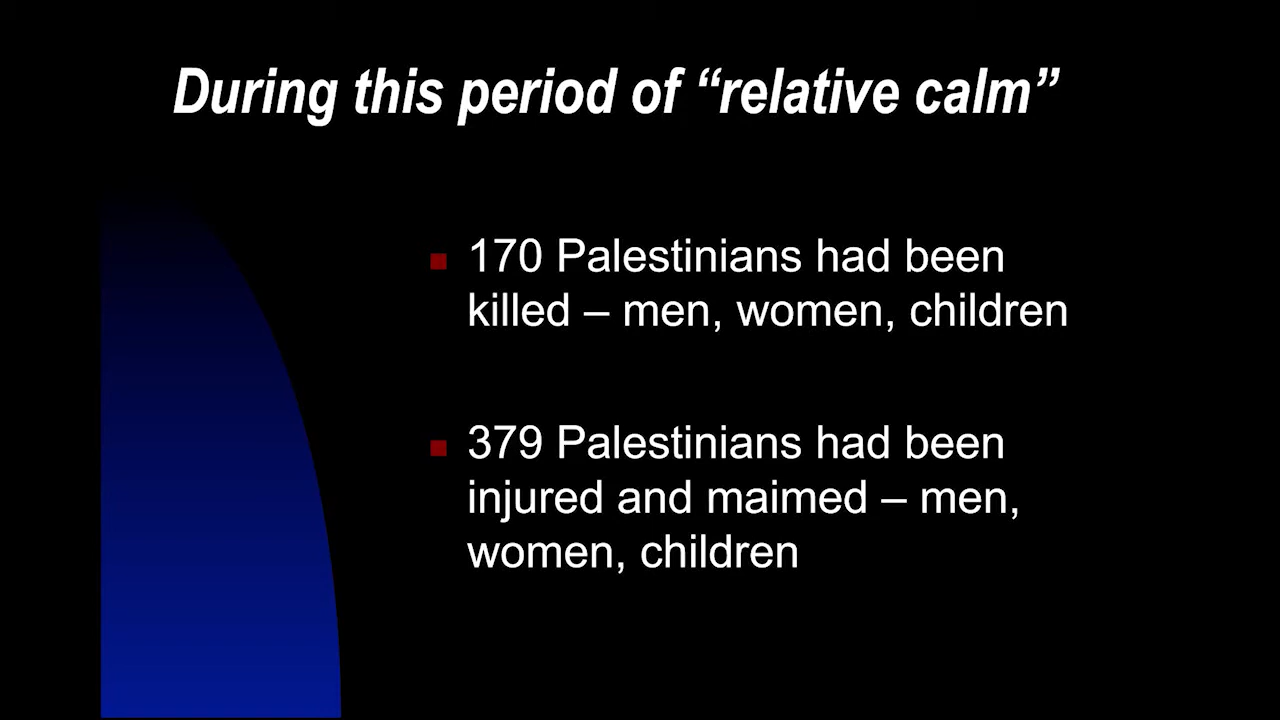 During this period of “relative calm”
170 Palestinians had been
killed – men, women, children
379 Palestinians had been
injured and maimed – men,
women, children